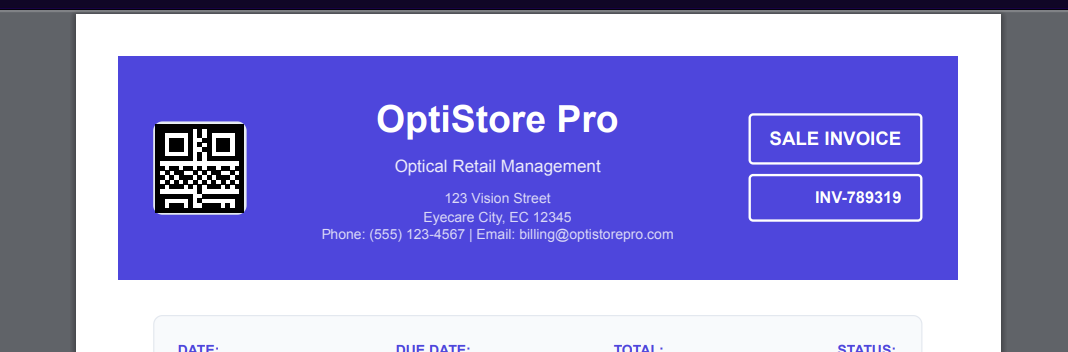 OptiStore Pro
Optical Retail Management
123 Vision Street
Eyecare City, EC 12345
Phone: (555) 123-4567 | Email: billing@optistorepro.com
SALE INVOICE
INV-789319
DATE: DUE DATE: TOTAL: STATUS: